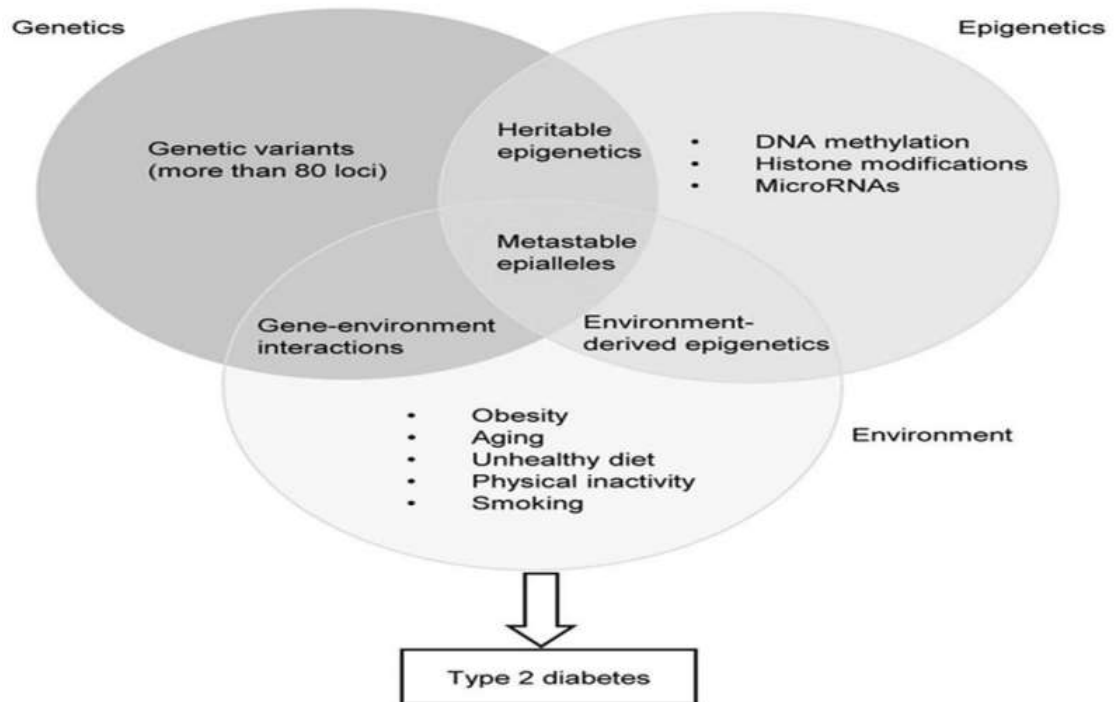 Genetics
Epigenetics
Genetic variants
(more than 80 loci)
Heritable
epigenetics
• DNA methylation
• Histone modifications
• MicroRNAs
Metastable
epialleles
Gene-environment
interactions
Environment-
derived epigenetics
• Obesity
• Aging
• Unhealthy diet
• Physical inactivity
• Smoking
Environment
Type 2 diabetes